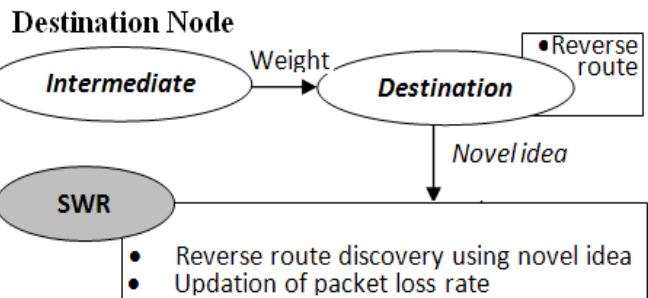 Destination Node
Intermediate
Weight
Destination
•Reverse
route
Novel idea
SWR
• Reverse route discovery using novel idea
• Updation of packet loss rate